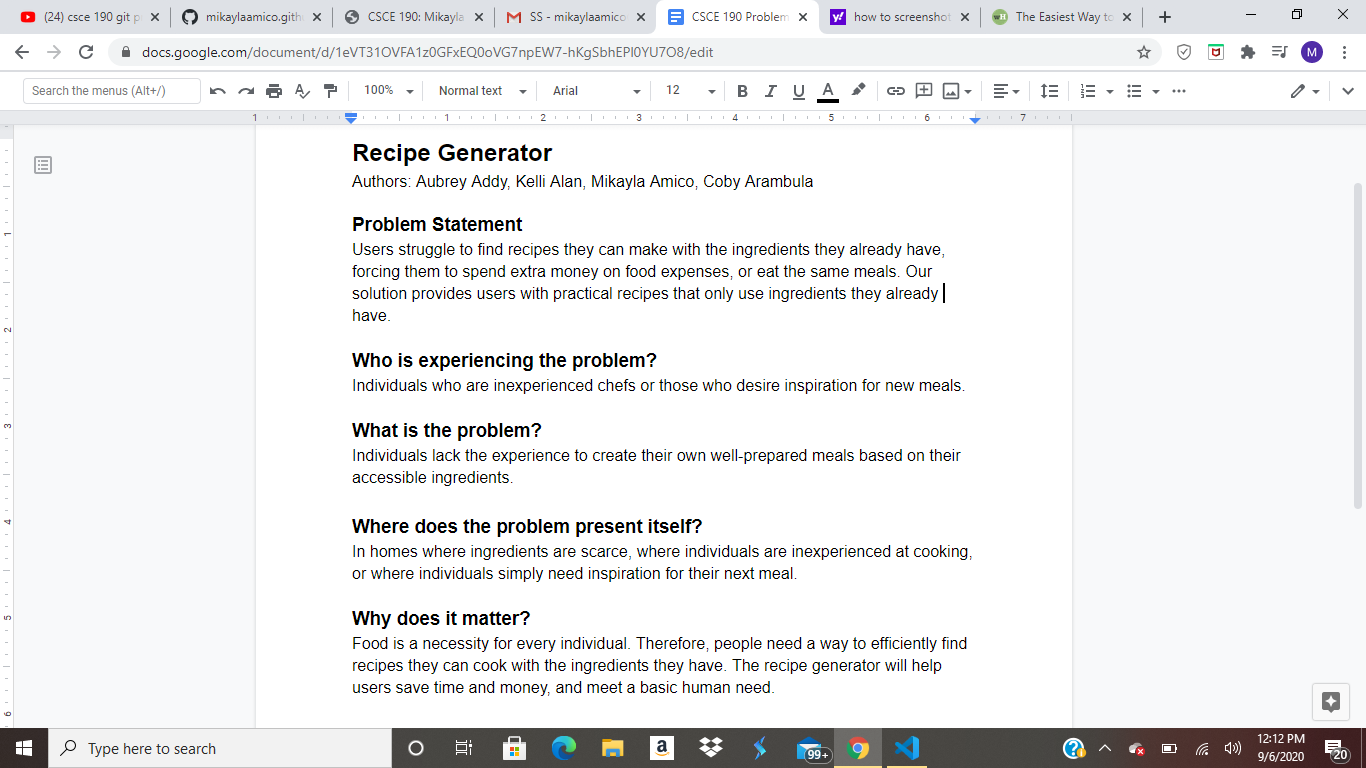 (24) csce 190 git p
mikaylaamico.gith
CSCE 190: Mikayla
SS - mikaylaamico
CSCE 190 Problem
how to screenshot
The Easiest Way to
docs.google.com/document/d/1eVT31OVFA1z0GFxEQ0oVG7npEW7-hKgSbhEPl0YU7O8/edit
M
Search the menus (Alt+/)
100%
Normal text
Arial
12
B I U A
1 1 2 3 4 5 6 7
Recipe Generator
Authors: Aubrey Addy, Kelli Alan, Mikayla Amico, Coby Arambula
Problem Statement
Users struggle to find recipes they can make with the ingredients they already have,
forcing them to spend extra money on food expenses, or eat the same meals. Our
solution provides users with practical recipes that only use ingredients they already
have.
Who is experiencing the problem?
Individuals who are inexperienced chefs or those who desire inspiration for new meals.
What is the problem?
Individuals lack the experience to create their own well-prepared meals based on their
accessible ingredients.
Where does the problem present itself?
In homes where ingredients are scarce, where individuals are inexperienced at cooking,
or where individuals simply need inspiration for their next meal.
Why does it matter?
Food is a necessity for every individual. Therefore, people need a way to efficiently find
recipes they can cook with the ingredients they have. The recipe generator will help
users save time and money, and meet a basic human need.
1
2
3
4
5
6
Type here to search
99+
12:12 PM
9/6/2020
20